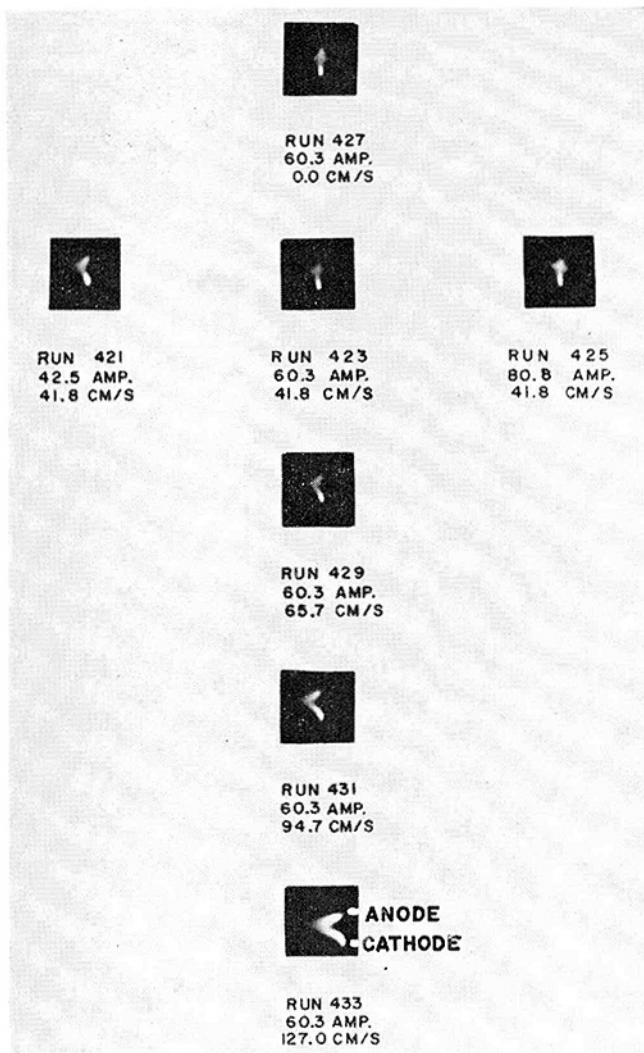 RUN 427
60.3 AMP.
0.0 CM/S
RUN 421
42.5 AMP.
41.8 CM/S
RUN 423
60.3 AMP.
41.8 CM/S
RUN 425
80.8 AMP.
41.8 CM/S
RUN 429
60.3 AMP.
65.7 CM/S
RUN 431
60.3 AMP.
94.7 CM/S
ANODE
CATHODE
RUN 433
60.3 AMP.
127.0 CM/S